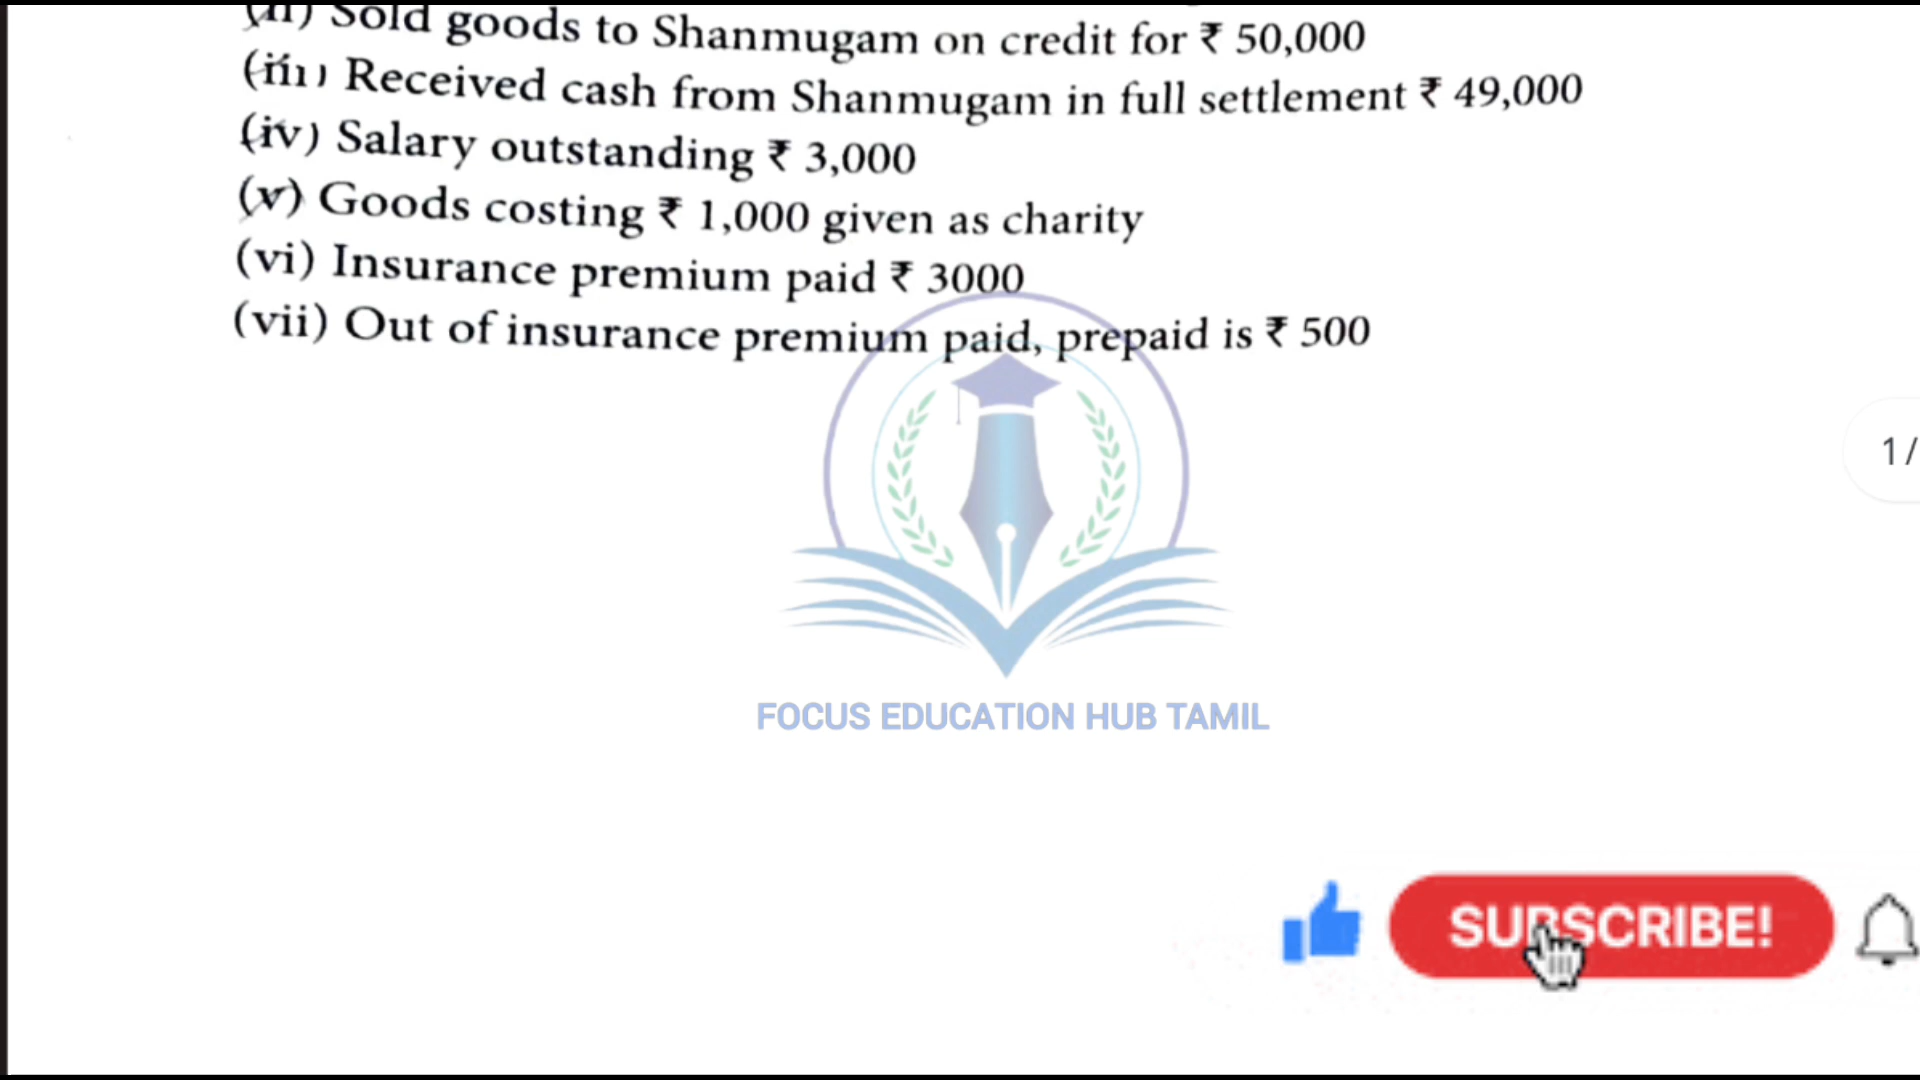 (ii) Sold goods to Shanmugam on credit for ₹ 50,000
(iii) Received cash from Shanmugam in full settlement ₹ 49,000
(iv) Salary outstanding ₹ 3,000
(v) Goods costing ₹ 1,000 given as charity
(vi) Insurance premium paid ₹ 3000
(vii) Out of insurance premium paid, prepaid is ₹ 500
1 /
FOCUS EDUCATION HUB TAMIL
SUBSCRIBE!